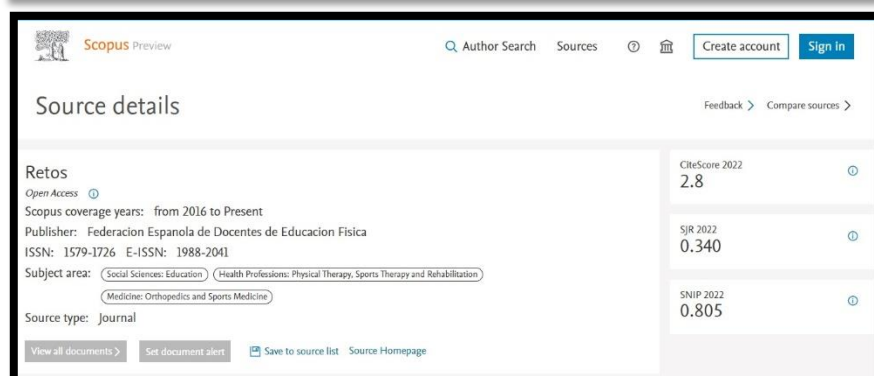 Scopus Preview
Author Search Sources Create account Sign in
Source details
Feedback Compare sources
Retos
Open Access
Scopus coverage years: from 2016 to Present
Publisher: Federacion Espanola de Docentes de Educacion Fisica
ISSN: 1579-1726 E-ISSN: 1988-2041
Subject area: Social Sciences: Education Health Professions: Physical Therapy, Sports Therapy and Rehabilitation
Medicine: Orthopedics and Sports Medicine
Source type: Journal
View all documents Set document alert Save to source list Source Homepage
CiteScore 2022
2.8
SJR 2022
0.340
SNIP 2022
0.805